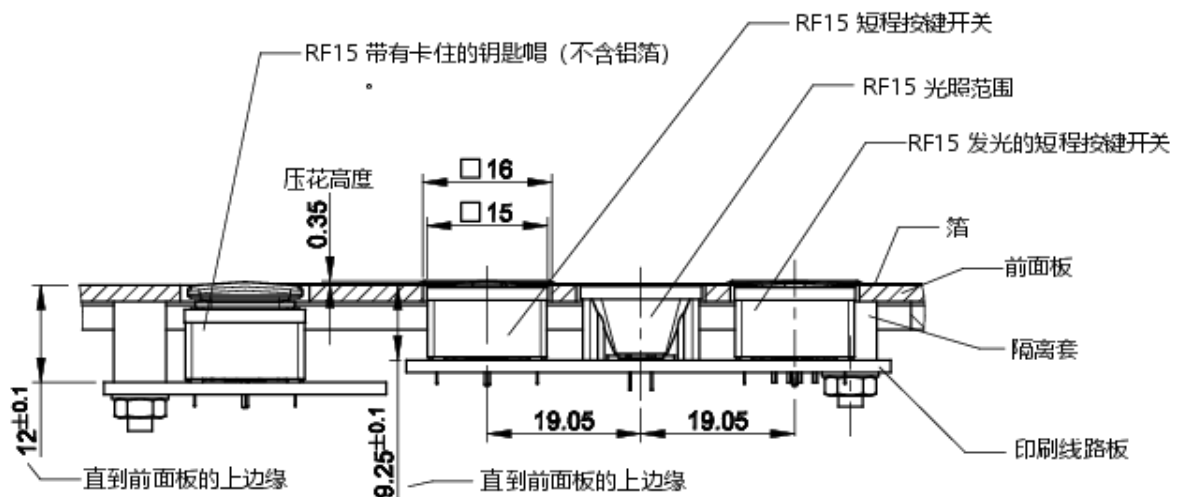 RF15 短程按键开关
RF15 带有卡住的钥匙帽（不含铝箔）
。
RF15 光照范围
RF15 发光的短程按键开关
压花高度
□16
□15
0.35
箔
前面板
隔离套
印刷线路板
12±0.1
9.25±0.1
19.05
19.05
直到前面板的上边缘
直到前面板的上边缘